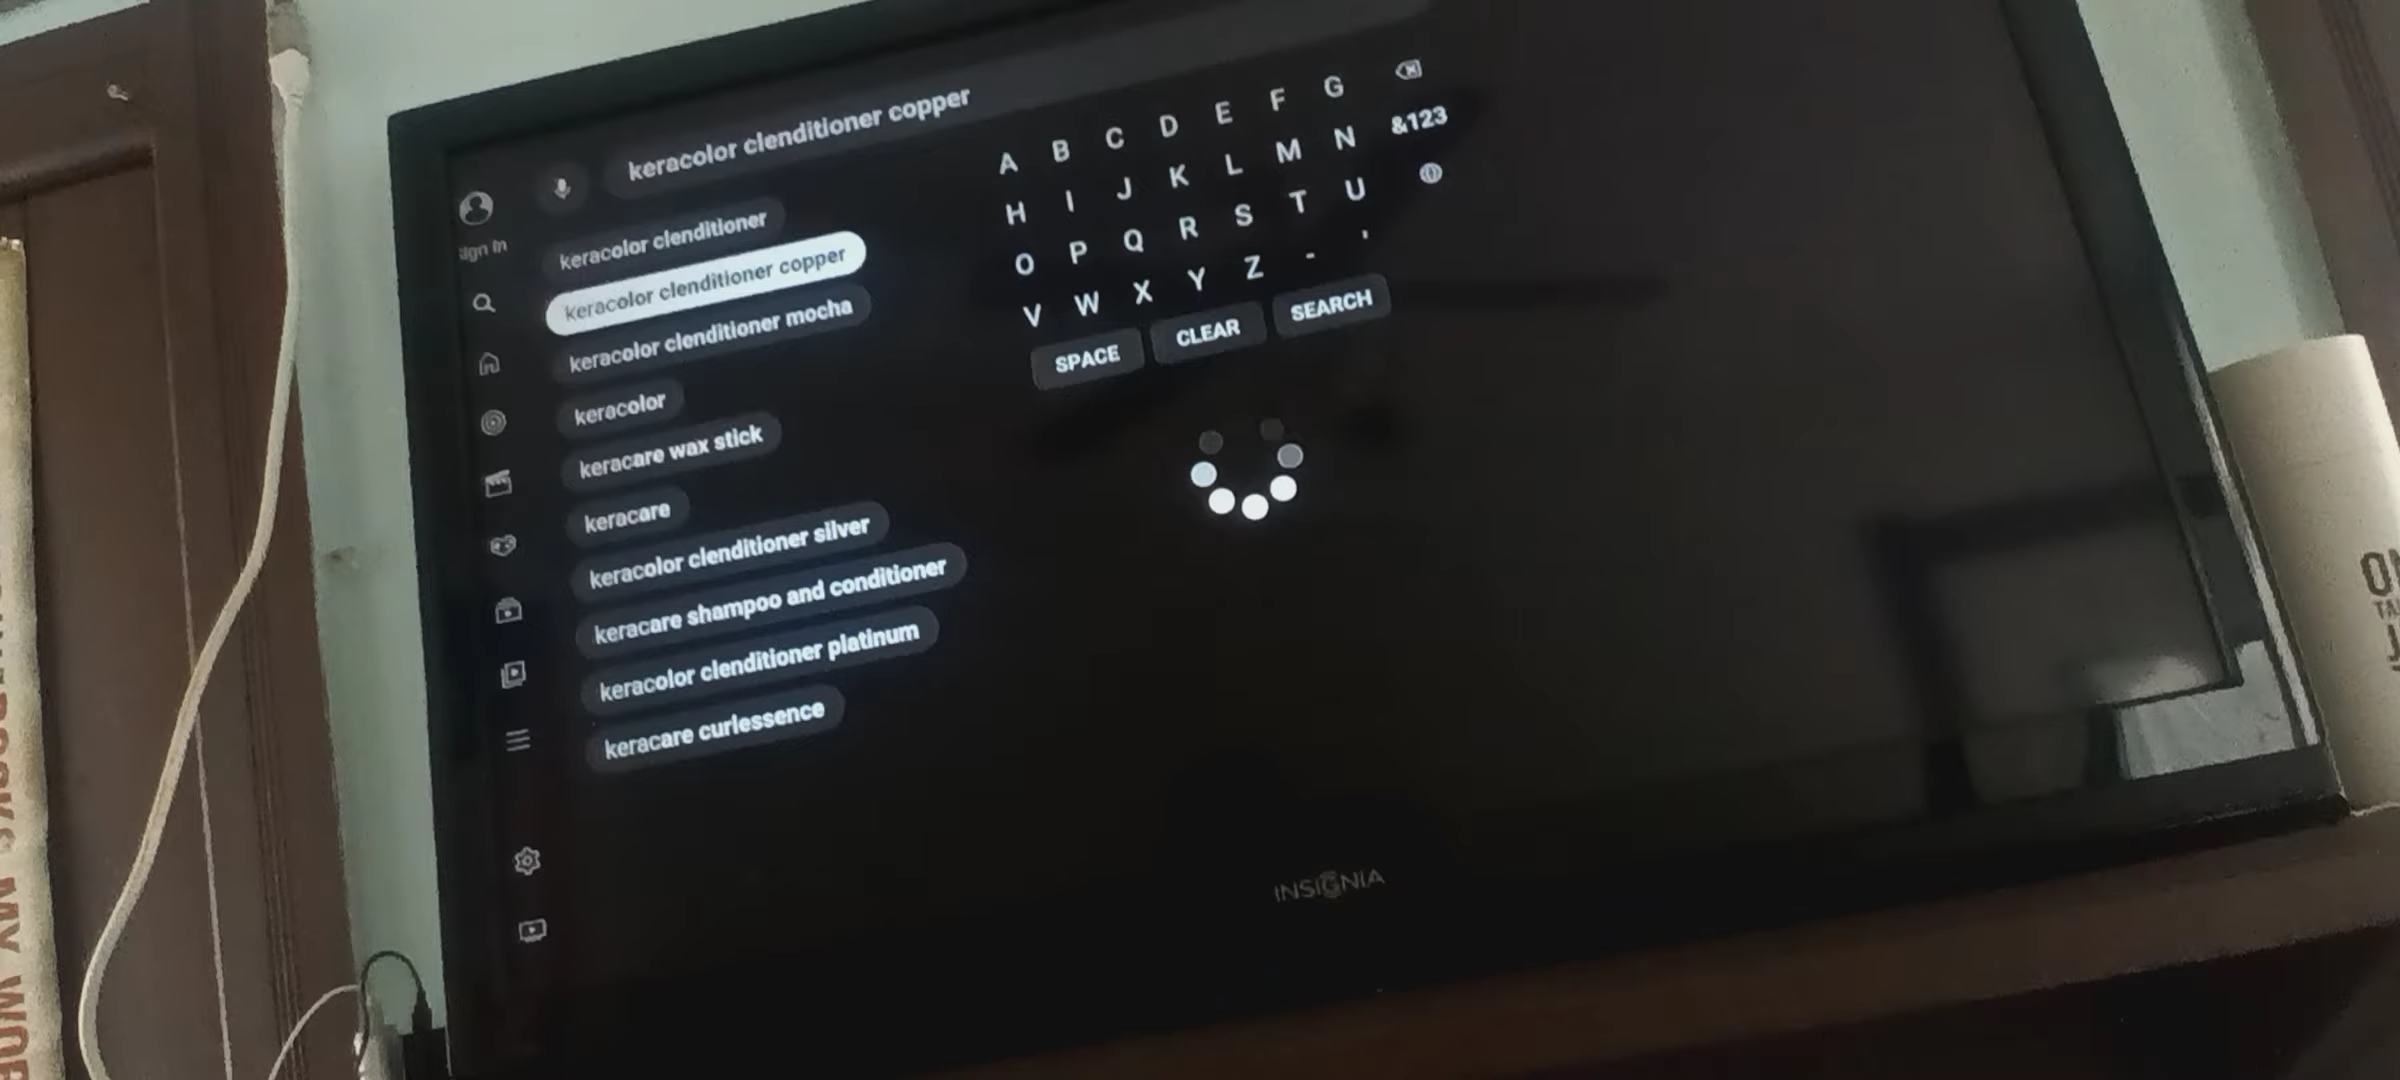 keracolor clenditioner copper
Sign in
keracolor clenditioner
keracolor clenditioner copper
keracolor clenditioner mocha
keracolor
keracare wax stick
keracare
keracolor clenditioner silver
keracare shampoo and conditioner
keracolor clenditioner platinum
keracare curlessence
A B C D E F G
H I J K L M N &123
O P Q R S T U
V W X Y Z - '
SPACE CLEAR SEARCH
INSIGNIA